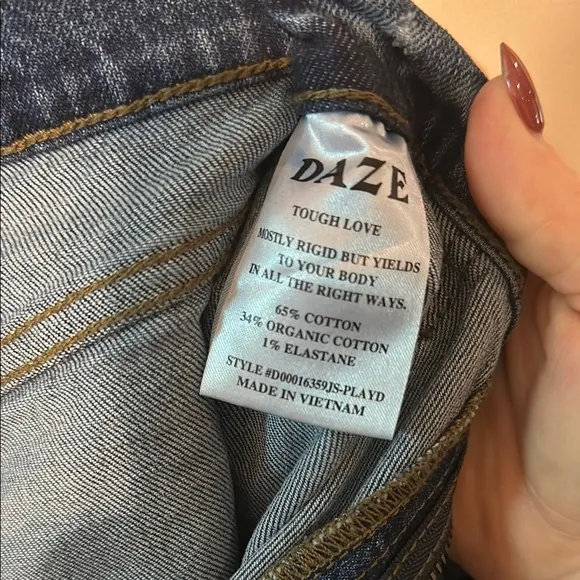 DAZE
TOUGH LOVE
MOSTLY RIGID BUT YIELDS
TO YOUR BODY
IN ALL THE RIGHT WAYS.
65% COTTON
34% ORGANIC COTTON
1% ELASTANE
STYLE #D00016359JS-PLAYD
MADE IN VIETNAM